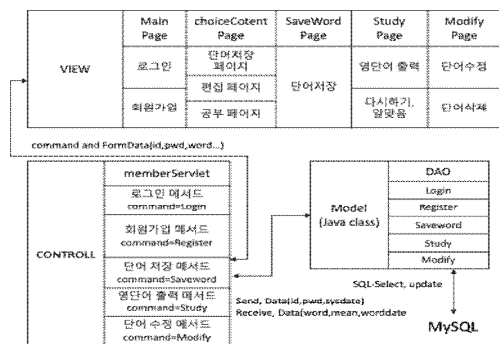 VIEW
Main Page
choiceCotent Page
SaveWord Page
Study Page
Modify Page
로그인
회원가입
단어저장
페이지
편집 페이지
공부 페이지
단어저장
영단어 출력
다시하기,
알맞음
단어수정
단어삭제
command and FormData(id,pwd,word...)
CONTROLL
memberServlet
로그인 메서드
command=Login
회원가입 메서드
command=Register
단어 저장 메서드
command=Saveword
영단어 출력 메서드
command=Study
단어 수정 메서드
command=Modify
Model
(Java class)
DAO
Login
Register
Saveword
Study
Modify
SQL-Select, update
Send, Data(id,pwd,sysdate)
Receive, Data(word,mean,worddate
MySQL